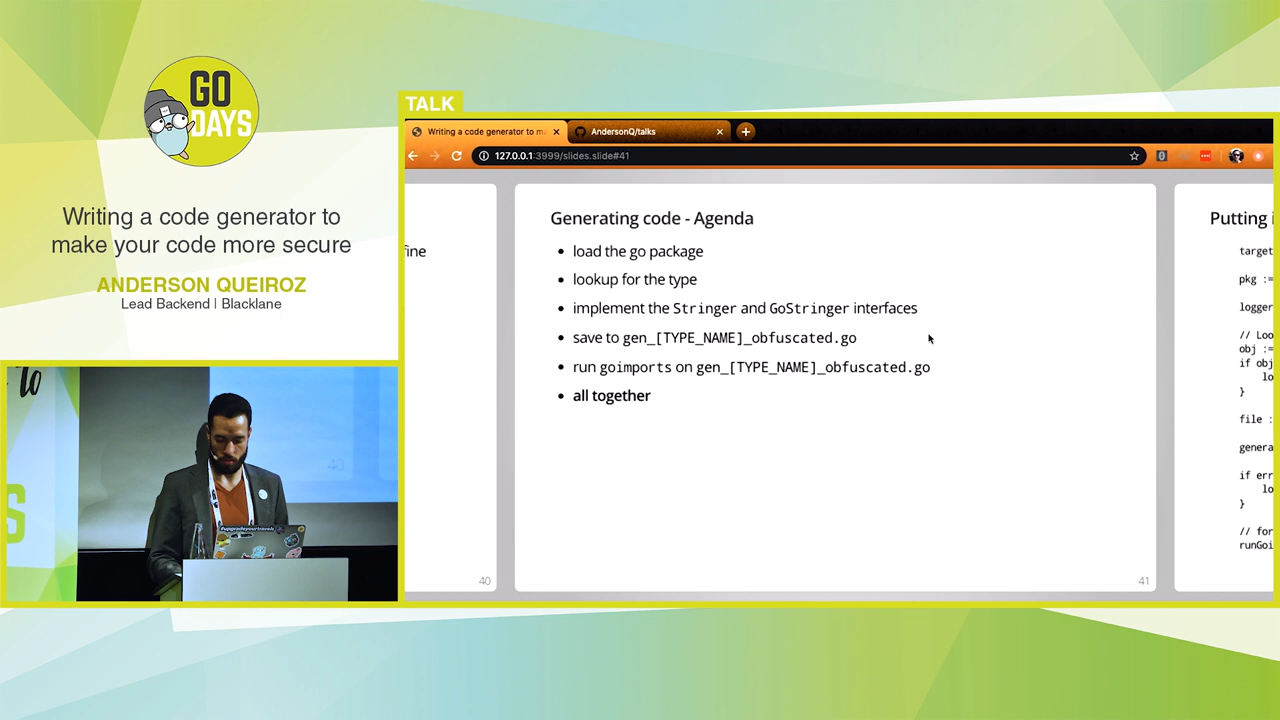 GO
DAYS
Writing a code generator to
make your code more secure
ANDERSON QUEIROZ
Lead Backend | Blacklane
to
S
40
#upgradeyourtravels
TALK
Writing a code generator to m
AndersonQ/talks
127.0.0.1:3999/slides.slide#41
fine
40
Generating code - Agenda
• load the go package
• lookup for the type
• implement the Stringer and GoStringer interfaces
• save to gen_[TYPE_NAME]_obfuscated.go
• run goimports on gen_[TYPE_NAME]_obfuscated.go
• all together
41
Putting i
target
pkg :=
logger
// Loo
obj :=
if obj
lo
}
file :
genera
if err
lo
}
// for
runGoi